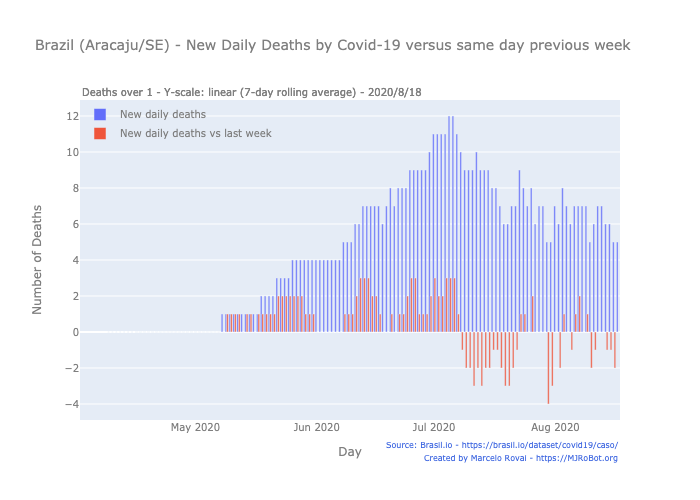 Brazil (Aracaju/SE) - New Daily Deaths by Covid-19 versus same day previous week
Deaths over 1 - Y-scale: linear (7-day rolling average) - 2020/8/18
New daily deaths
New daily deaths vs last week
12
10
8
6
4
2
0
−2
−4
Number of Deaths
May 2020
Jun 2020
Jul 2020
Aug 2020
Day
Source: Brasil.io - https://brasil.io/dataset/covid19/caso/
Created by Marcelo Rovai - https://MJRoBot.org